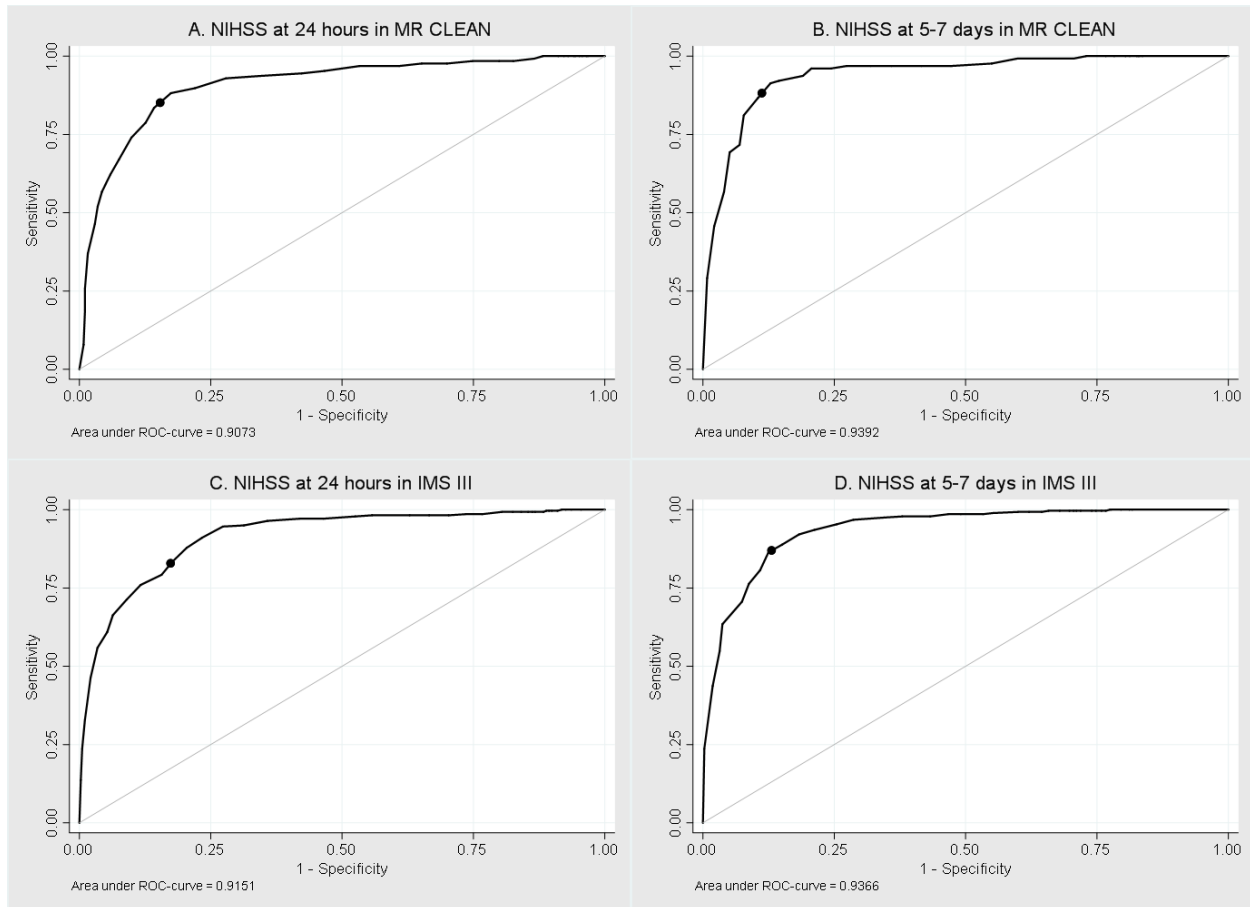 A. NIHSS at 24 hours in MR CLEAN
Sensitivity
0.00 0.25 0.50 0.75 1.00
0.00 0.25 0.50 0.75 1.00
1 - Specificity
Area under ROC-curve = 0.9073
B. NIHSS at 5-7 days in MR CLEAN
Sensitivity
0.00 0.25 0.50 0.75 1.00
0.00 0.25 0.50 0.75 1.00
1 - Specificity
Area under ROC-curve = 0.9392
C. NIHSS at 24 hours in IMS III
Sensitivity
0.00 0.25 0.50 0.75 1.00
0.00 0.25 0.50 0.75 1.00
1 - Specificity
Area under ROC-curve = 0.9151
D. NIHSS at 5-7 days in IMS III
Sensitivity
0.00 0.25 0.50 0.75 1.00
0.00 0.25 0.50 0.75 1.00
1 - Specificity
Area under ROC-curve = 0.9366